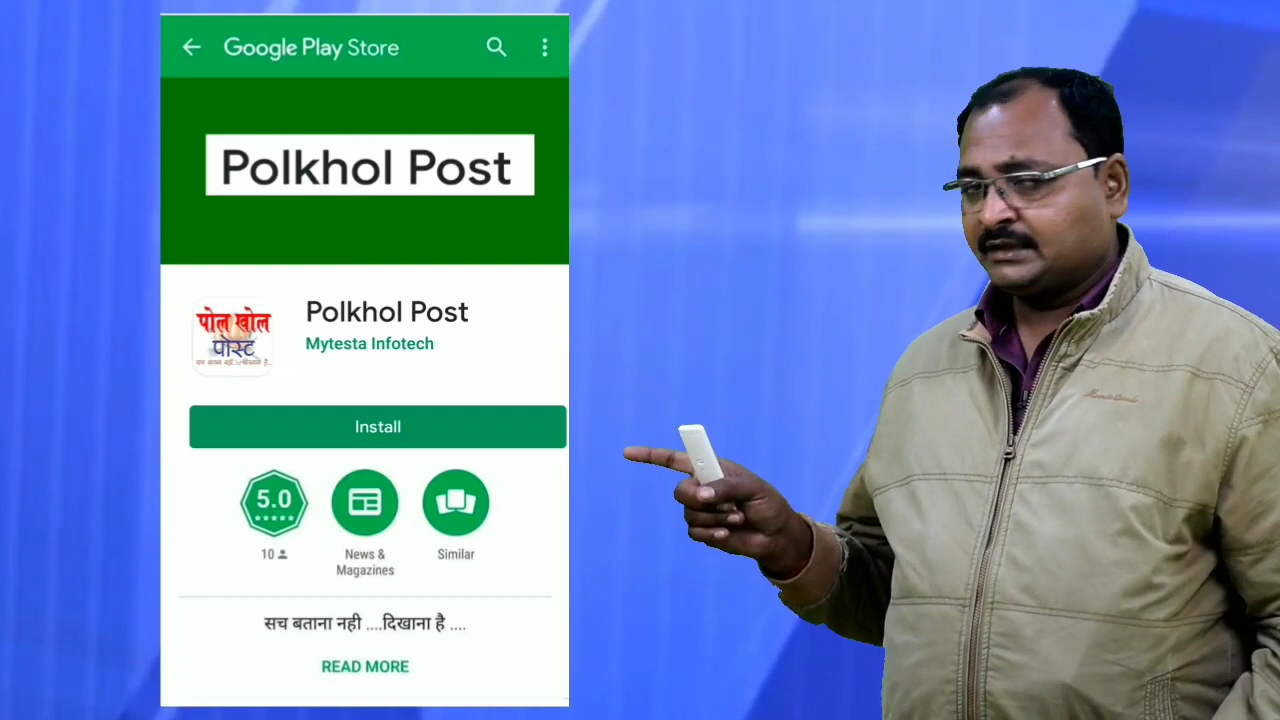 Google Play Store
Polkhol Post
पोल खोल
पोस्ट
Polkhol Post
Mytesta Infotech
Install
5.0
10
News &
Magazines
Similar
सच बताना नही ....दिखाना है ....
READ MORE